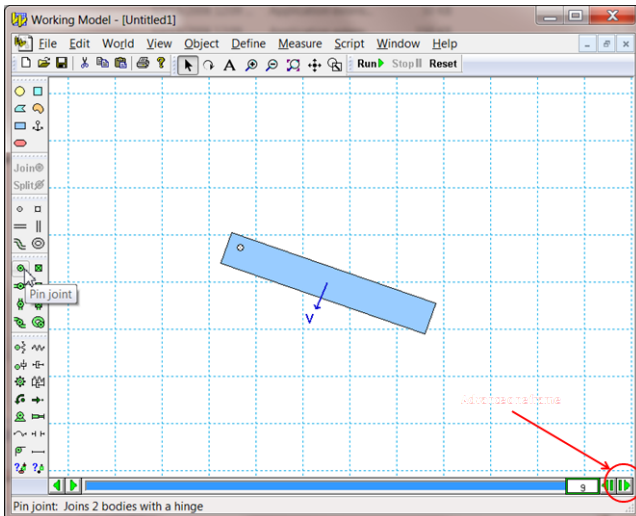 Working Model - [Untitled1]
File Edit World View Object Define Measure Script Window Help
A Run Stop Reset
Join
Split
Pin joint
V
9
Pin joint: Joins 2 bodies with a hinge